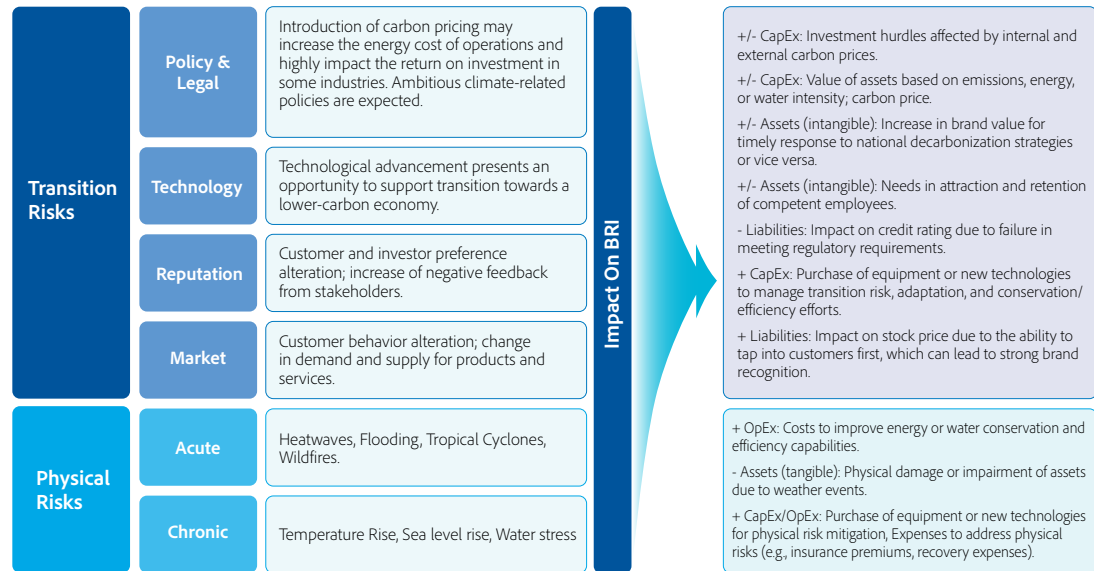 Transition
Risks
Policy &
Legal
Introduction of carbon pricing may
increase the energy cost of operations and
highly impact the return on investment in
some industries. Ambitious climate-related
policies are expected.
Technology
Technological advancement presents an
opportunity to support transition towards a
lower-carbon economy.
Reputation
Customer and investor preference
alteration; increase of negative feedback
from stakeholders.
Market
Customer behavior alteration; change
in demand and supply for products and
services.
Physical
Risks
Acute
Heatwaves, Flooding, Tropical Cyclones,
Wildfires.
Chronic
Temperature Rise, Sea level rise, Water stress
Impact On BRI
+/- CapEx: Investment hurdles affected by internal and
external carbon prices.
+/- CapEx: Value of assets based on emissions, energy,
or water intensity; carbon price.
+/- Assets (intangible): Increase in brand value for
timely response to national decarbonization strategies
or vice versa.
+/- Assets (intangible): Needs in attraction and retention
of competent employees.
- Liabilities: Impact on credit rating due to failure in
meeting regulatory requirements.
+ CapEx: Purchase of equipment or new technologies
to manage transition risk, adaptation, and conservation/
efficiency efforts.
+ Liabilities: Impact on stock price due to the ability to
tap into customers first, which can lead to strong brand
recognition.
+ OpEx: Costs to improve energy or water conservation and
efficiency capabilities.
- Assets (tangible): Physical damage or impairment of assets
due to weather events.
+ CapEx/OpEx: Purchase of equipment or new technologies
for physical risk mitigation, Expenses to address physical
risks (e.g., insurance premiums, recovery expenses).